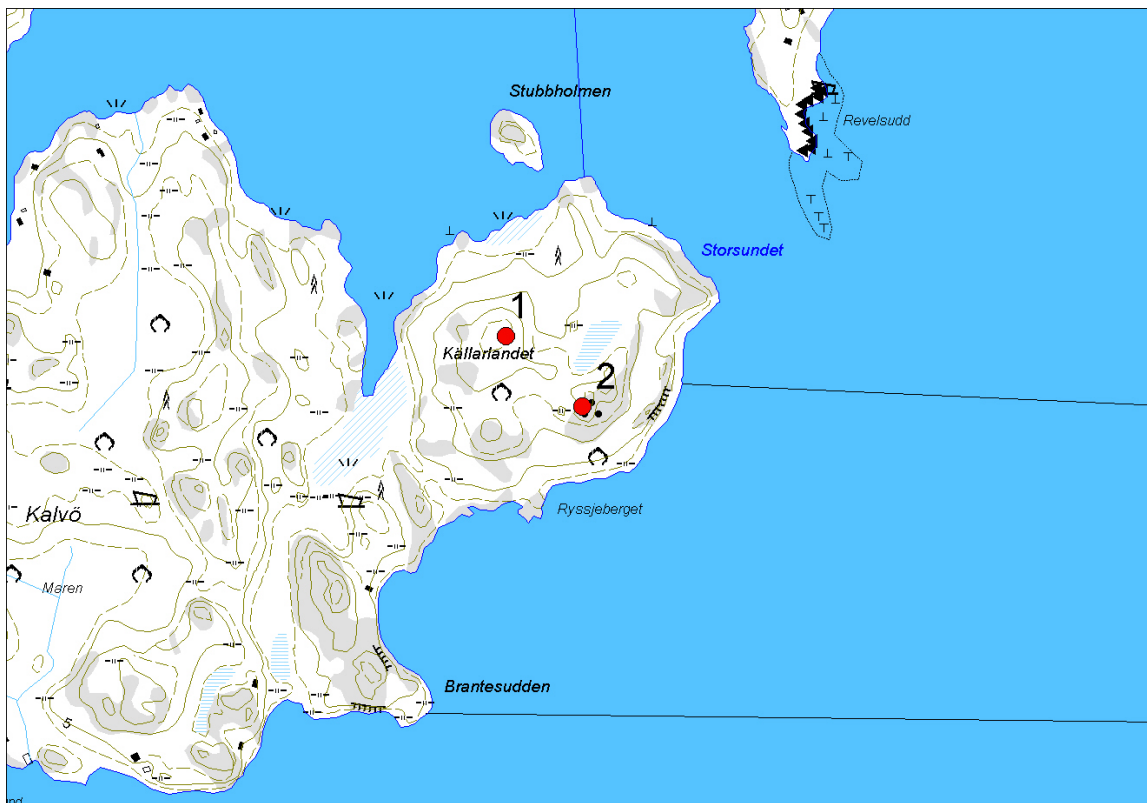 Stubbholmen
Revelsudd
Storsundet
1
Källarlandet
2
Ryssjeberget
Kalvö
Maren
Brantesudden
5